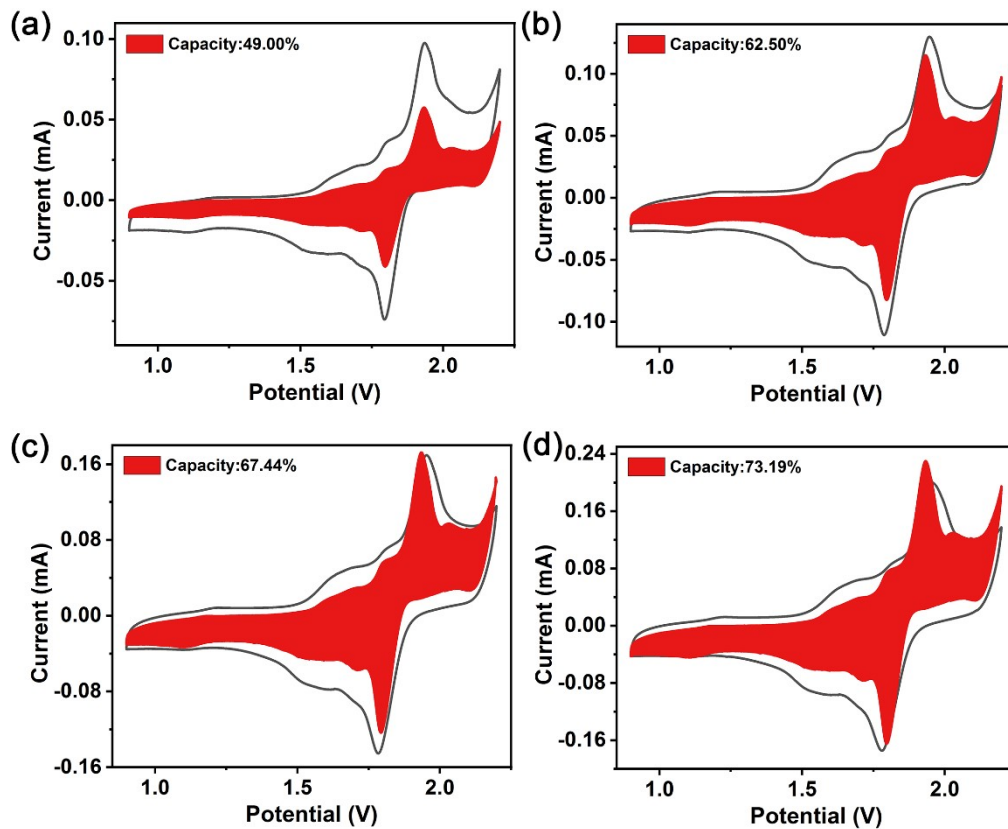 (a)
Capacity:49.00%
0.10
0.05
0.00
-0.05
Current (mA)
1.0 1.5 2.0
Potential (V)
(b)
Capacity:62.50%
0.10
0.05
0.00
-0.05
-0.10
Current (mA)
1.0 1.5 2.0
Potential (V)
(c)
Capacity:67.44%
0.16
0.08
0.00
-0.08
-0.16
Current (mA)
1.0 1.5 2.0
Potential (V)
(d)
Capacity:73.19%
0.24
0.16
0.08
0.00
-0.08
-0.16
Current (mA)
1.0 1.5 2.0
Potential (V)